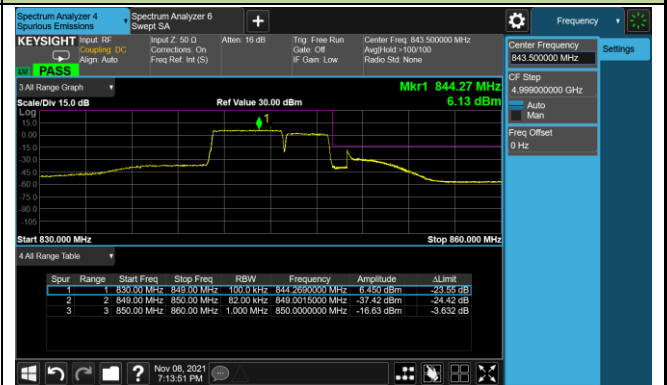 Spectrum Analyzer 4
Spurious Emissions
Spectrum Analyzer 6
Swept SA
+
Frequency
KEYSIGHT
Input: RF
Coupling: DC
Align: Auto
Input Z: 50 Ω
Corrections: On
Freq Ref: Int (S)
Atten: 16 dB
Trig: Free Run
Gate: Off
IF Gain: Low
Center Freq: 843.500000 MHz
Avg|Hold:>100/100
Radio Std: None
LXI PASS
Center Frequency
843.500000 MHz
Settings
CF Step
4.999000000 GHz
Auto
Man
Freq Offset
0 Hz
3 All Range Graph
Mkr1 844.27 MHz
Scale/Div 15.0 dB
Ref Value 30.00 dBm
6.13 dBm
Log
15.0
0.00
-15.0
-30.0
-45.0
-60.0
-75.0
-90.0
-105
1
Start 830.000 MHz
Stop 860.000 MHz
4 All Range Table
Spur Range Start Freq Stop Freq RBW Frequency Amplitude ΔLimit
1 1 830.00 MHz 849.00 MHz 100.0 kHz 844.2690000 MHz 6.450 dBm -23.55 dB
2 2 849.00 MHz 850.00 MHz 82.00 kHz 849.0015000 MHz -37.42 dBm -24.42 dB
3 3 850.00 MHz 860.00 MHz 1.000 MHz 850.0000000 MHz -16.63 dBm -3.632 dB
?
Nov 08, 2021
7:13:51 PM